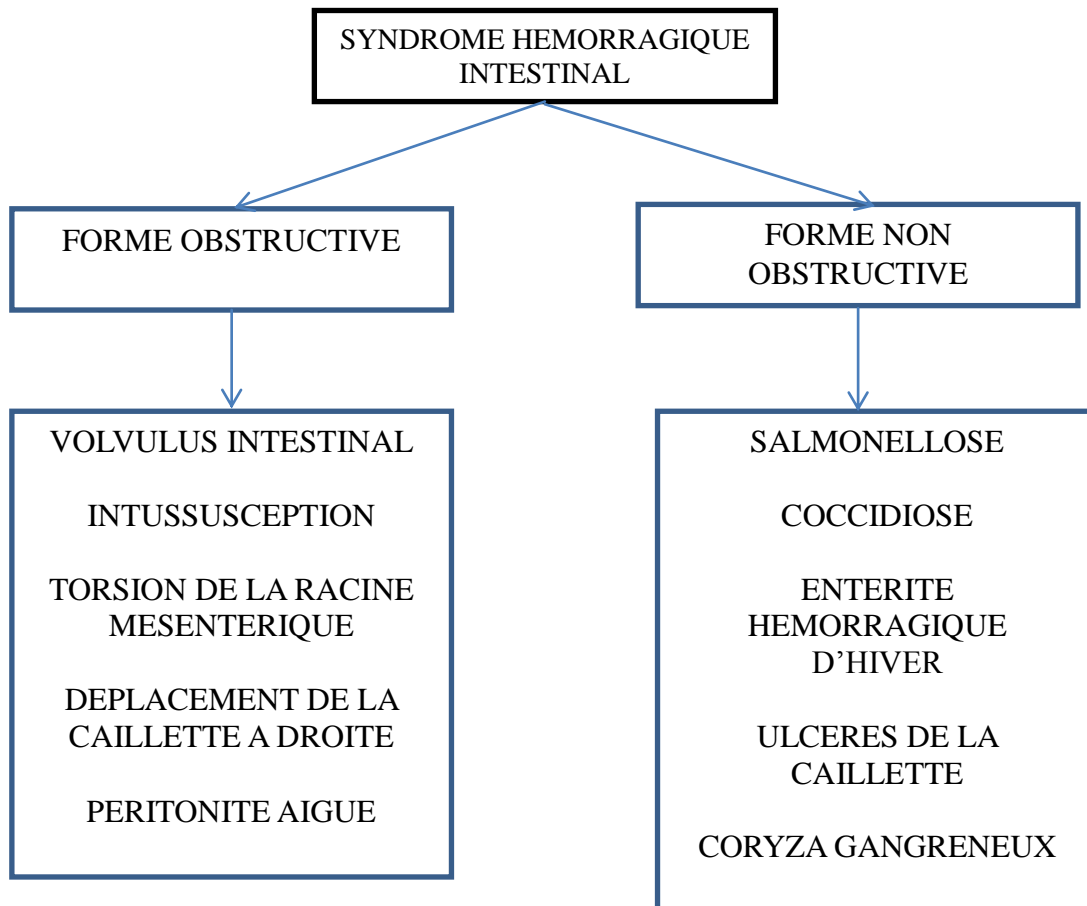 SYNDROME HEMORRAGIQUE
INTESTINAL
FORME OBSTRUCTIVE
FORME NON
OBSTRUCTIVE
VOLVULUS INTESTINAL
INTUSSUSCEPTION
TORSION DE LA RACINE
MESENTERIQUE
DEPLACEMENT DE LA
CAILLETTE A DROITE
PERITONITE AIGUE
SALMONELLOSE
COCCIDIOSE
ENTERITE
HEMORRAGIQUE
D’HIVER
ULCERES DE LA
CAILLETTE
CORYZA GANGRENEUX